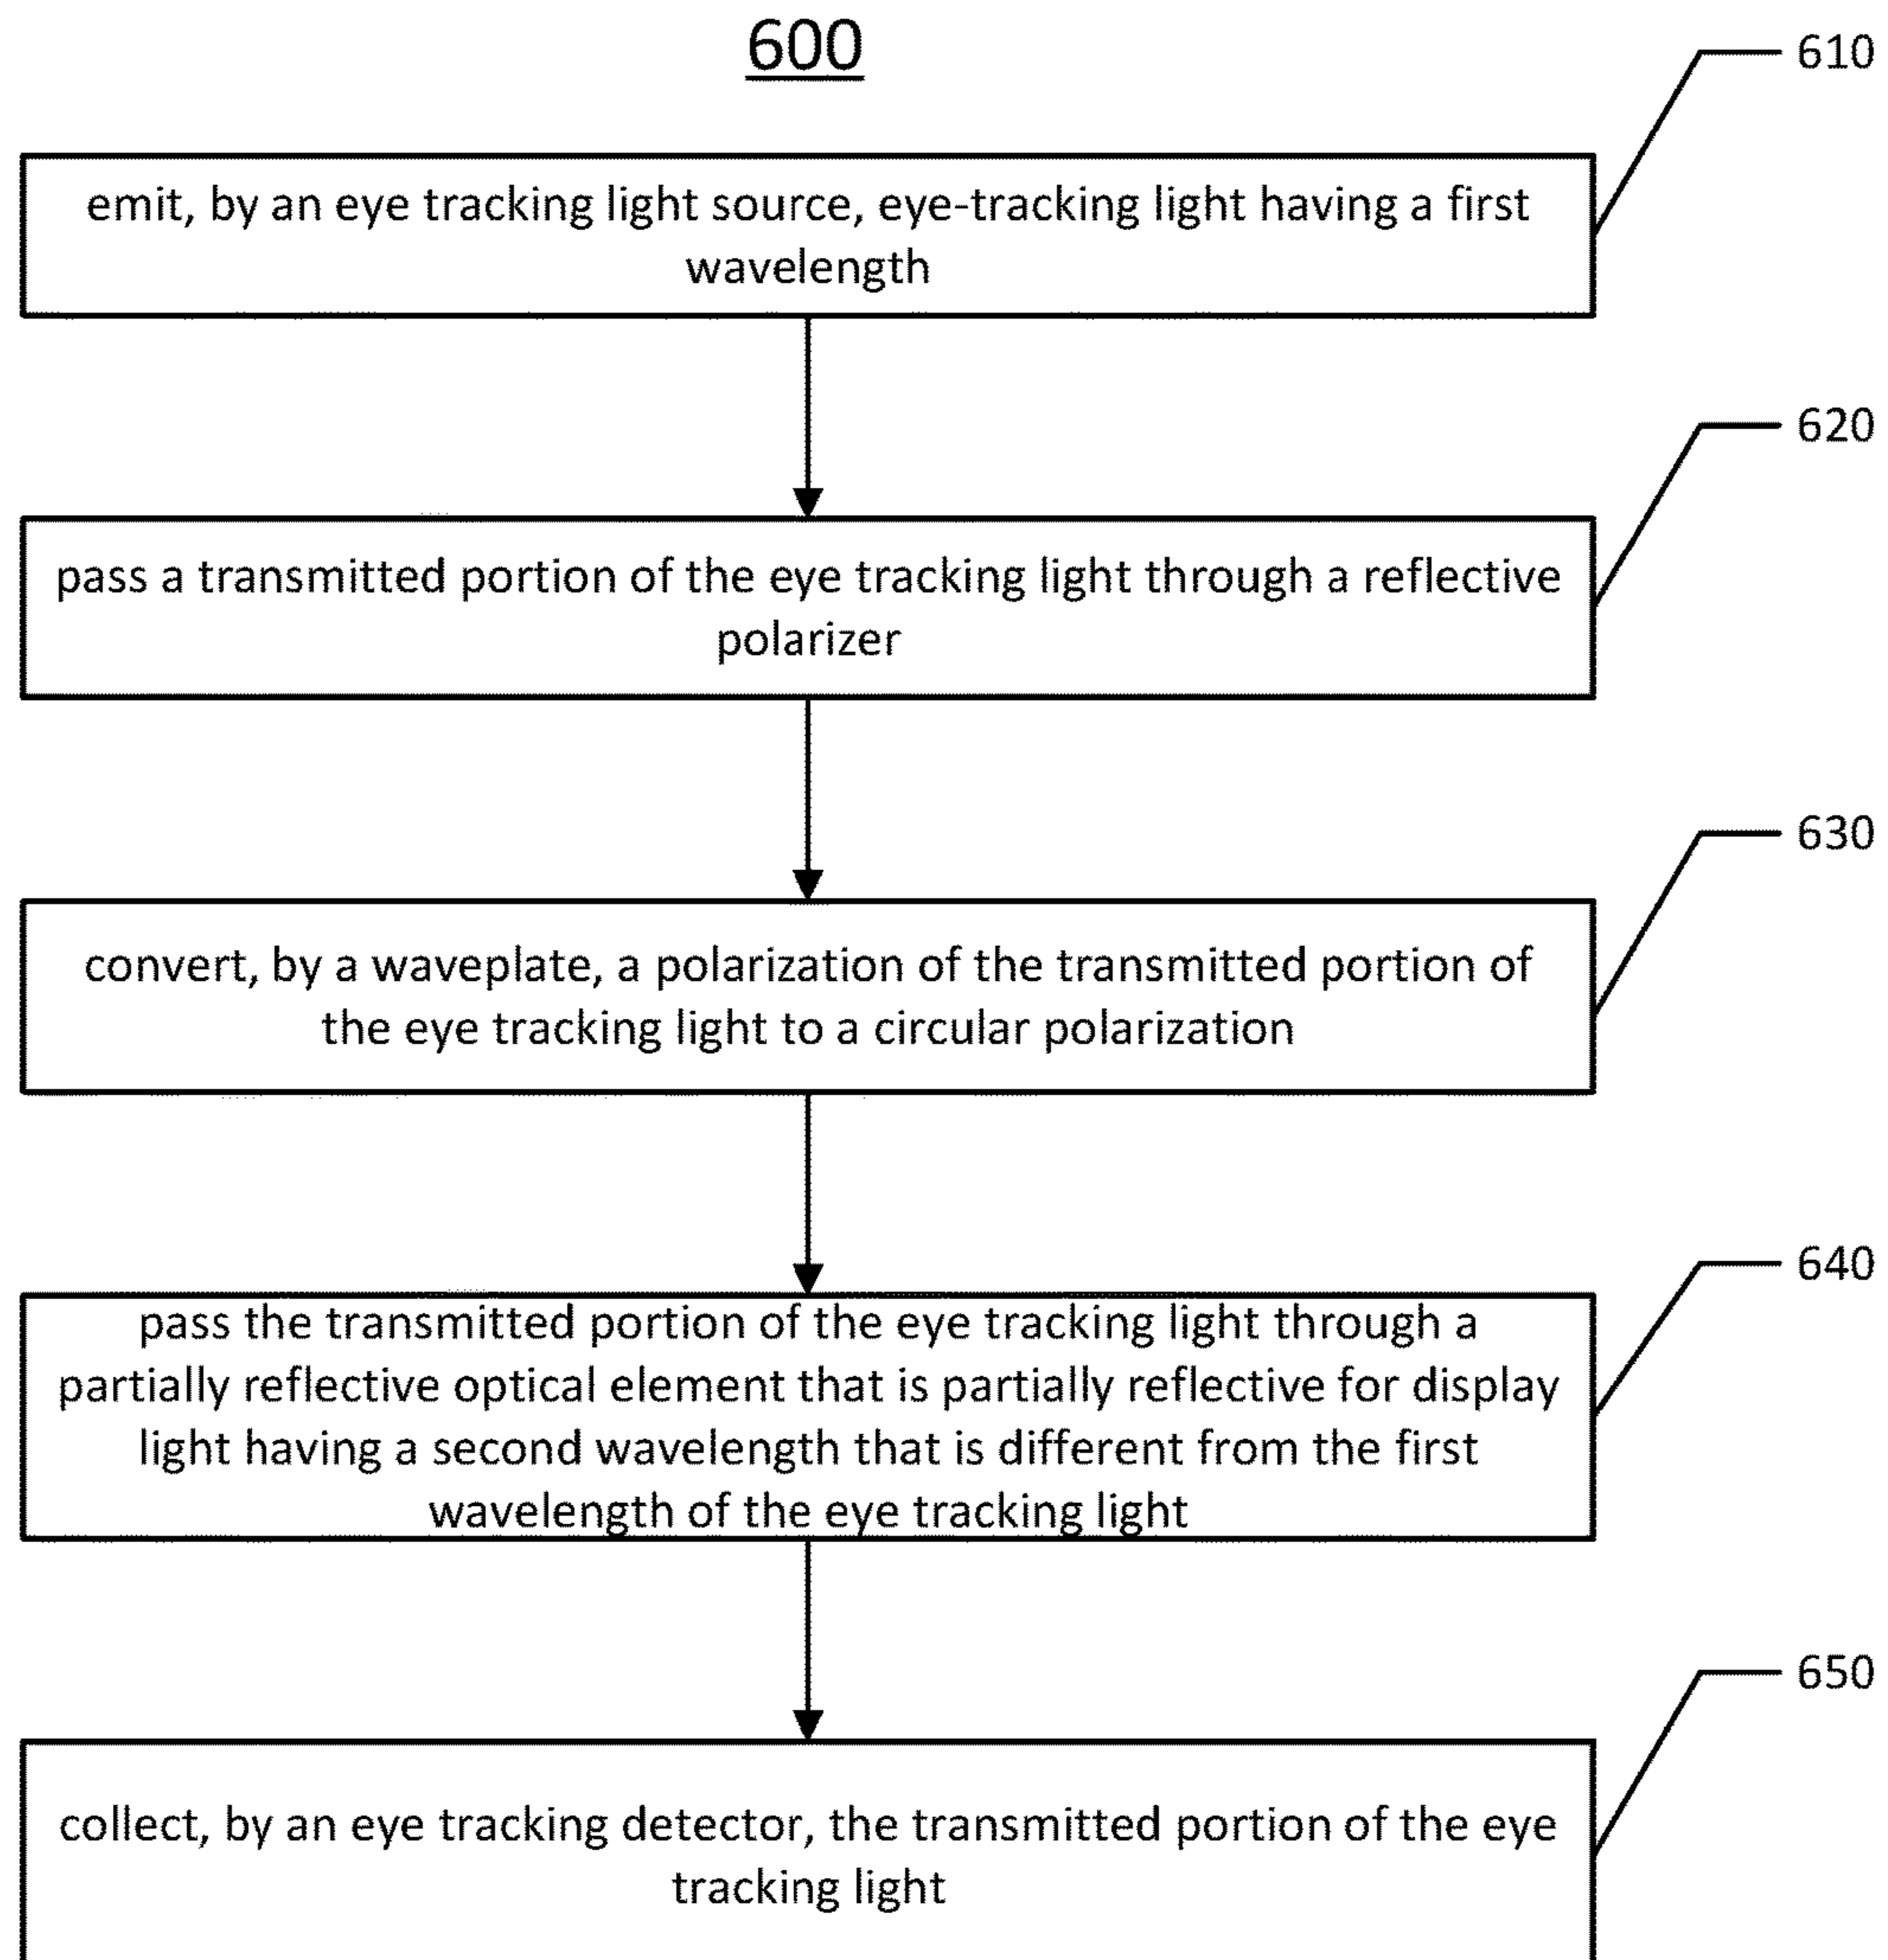 600
610
emit, by an eye tracking light source, eye-tracking light having a first
wavelength
620
pass a transmitted portion of the eye tracking light through a reflective
polarizer
630
convert, by a waveplate, a polarization of the transmitted portion of
the eye tracking light to a circular polarization
640
pass the transmitted portion of the eye tracking light through a
partially reflective optical element that is partially reflective for display
light having a second wavelength that is different from the first
wavelength of the eye tracking light
650
collect, by an eye tracking detector, the transmitted portion of the eye
tracking light